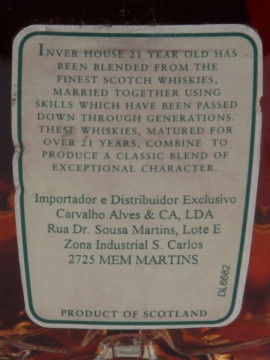 INVER HOUSE 21 YEAR OLD HAS
BEEN BLENDED FROM THE
FINEST SCOTCH WHISKIES,
MARRIED TOGETHER USING
SKILLS WHICH HAVE BEEN PASSED
DOWN THROUGH GENERATIONS.
THESE WHISKIES, MATURED FOR
OVER 21 YEARS, COMBINE TO
PRODUCE A CLASSIC BLEND OF
EXCEPTIONAL CHARACTER.
Importador e Distribuidor Exclusivo
Carvalho Alves & CA, LDA
Rua Dr. Sousa Martins, Lote E
Zona Industrial S. Carlos
2725 MEM MARTINS
DL6682
PRODUCT OF SCOTLAND